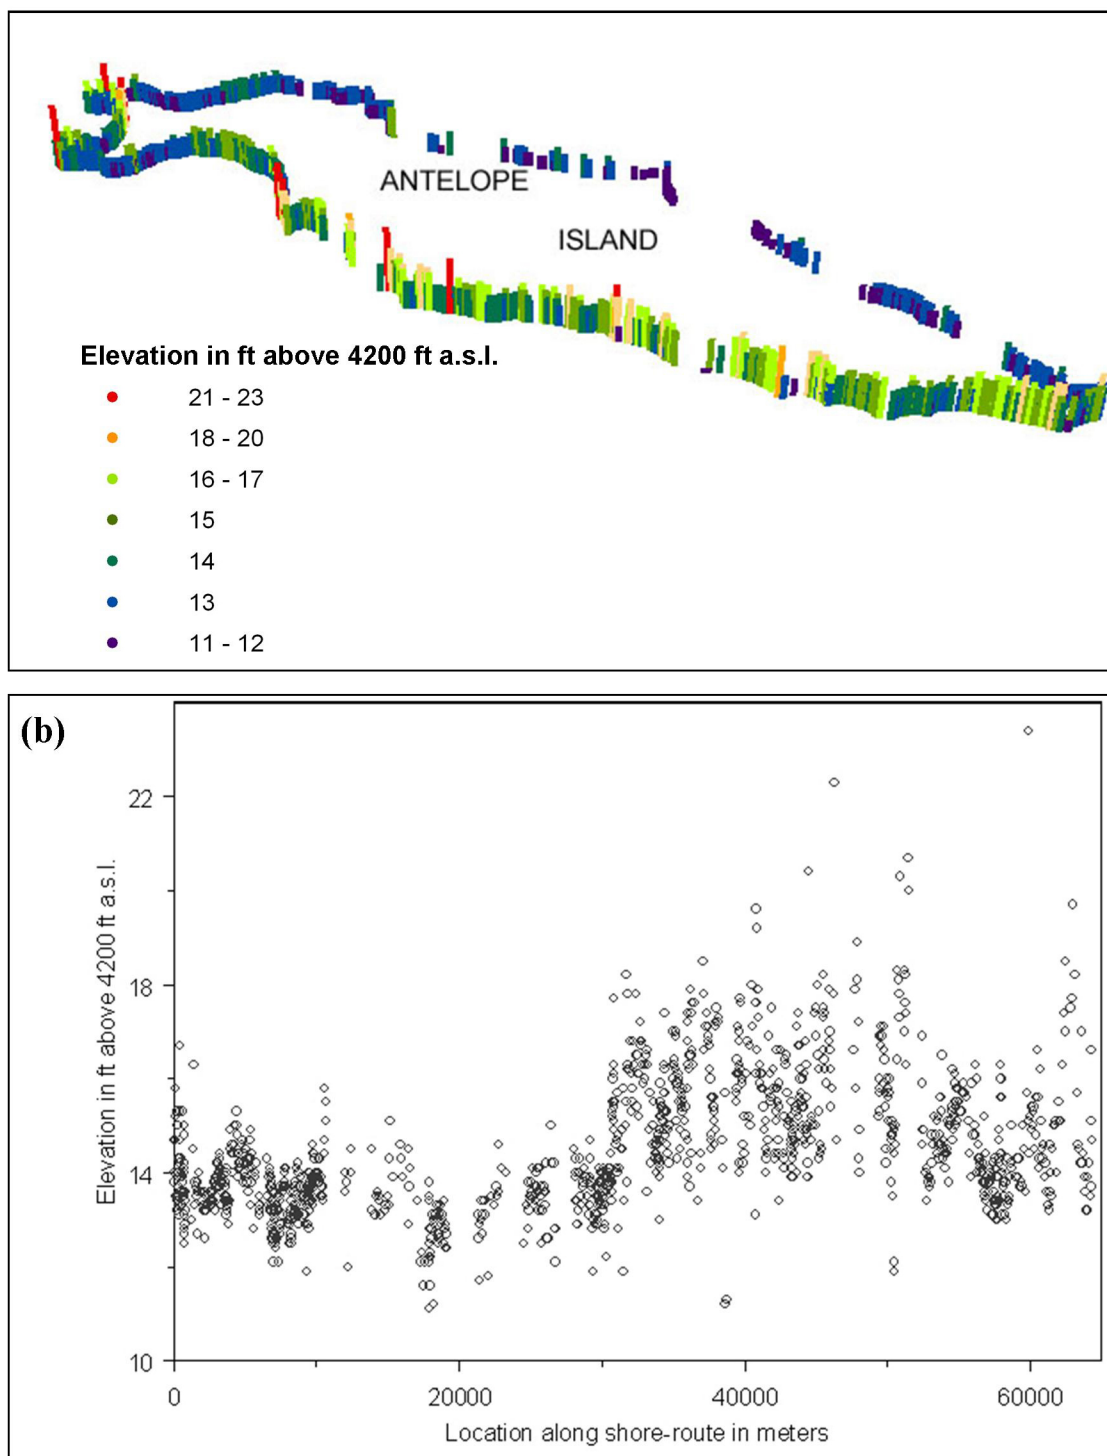 ANTELOPE
ISLAND
Elevation in ft above 4200 ft a.s.l.
21 - 23
18 - 20
16 - 17
15
14
13
11 - 12
(b)
Elevation in ft above 4200 ft a.s.l.
22
18
14
10
0 20000 40000 60000
Location along shore-route in meters